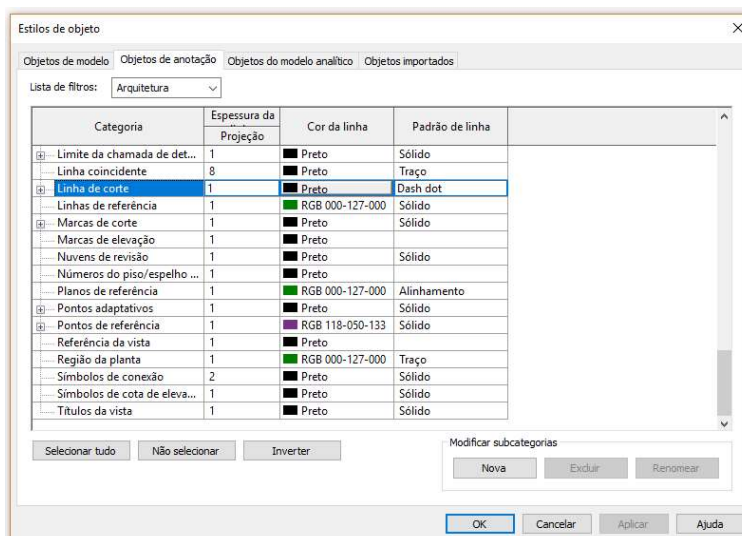 Estilos de objeto
Objetos de modelo Objetos de anotação Objetos do modelo analítico Objetos importados
Lista de filtros: Arquitetura
Categoria Espessura da Cor da linha Padrão de linha
Projeção
Limite da chamada de det... 1 Preto Sólido
Linha coincidente 8 Preto Traço
Linha de corte 1 Preto Dash dot
Linhas de referência 1 RGB 000-127-000 Sólido
Marcas de corte 1 Preto Sólido
Marcas de elevação 1 Preto
Nuvens de revisão 1 Preto Sólido
Números do piso/espelho ... 1 Preto
Planos de referência 1 RGB 000-127-000 Alinhamento
Pontos adaptativos 1 Preto Sólido
Pontos de referência 1 RGB 118-050-133 Sólido
Referência da vista 1 Preto
Região da planta 1 RGB 000-127-000 Traço
Símbolos de conexão 2 Preto Sólido
Símbolos de cota de eleva... 1 Preto Sólido
Títulos da vista 1 Preto Sólido
Selecionar tudo Não selecionar Inverter
Modificar subcategorias
Nova Excluir Renomear
OK Cancelar Aplicar Ajuda